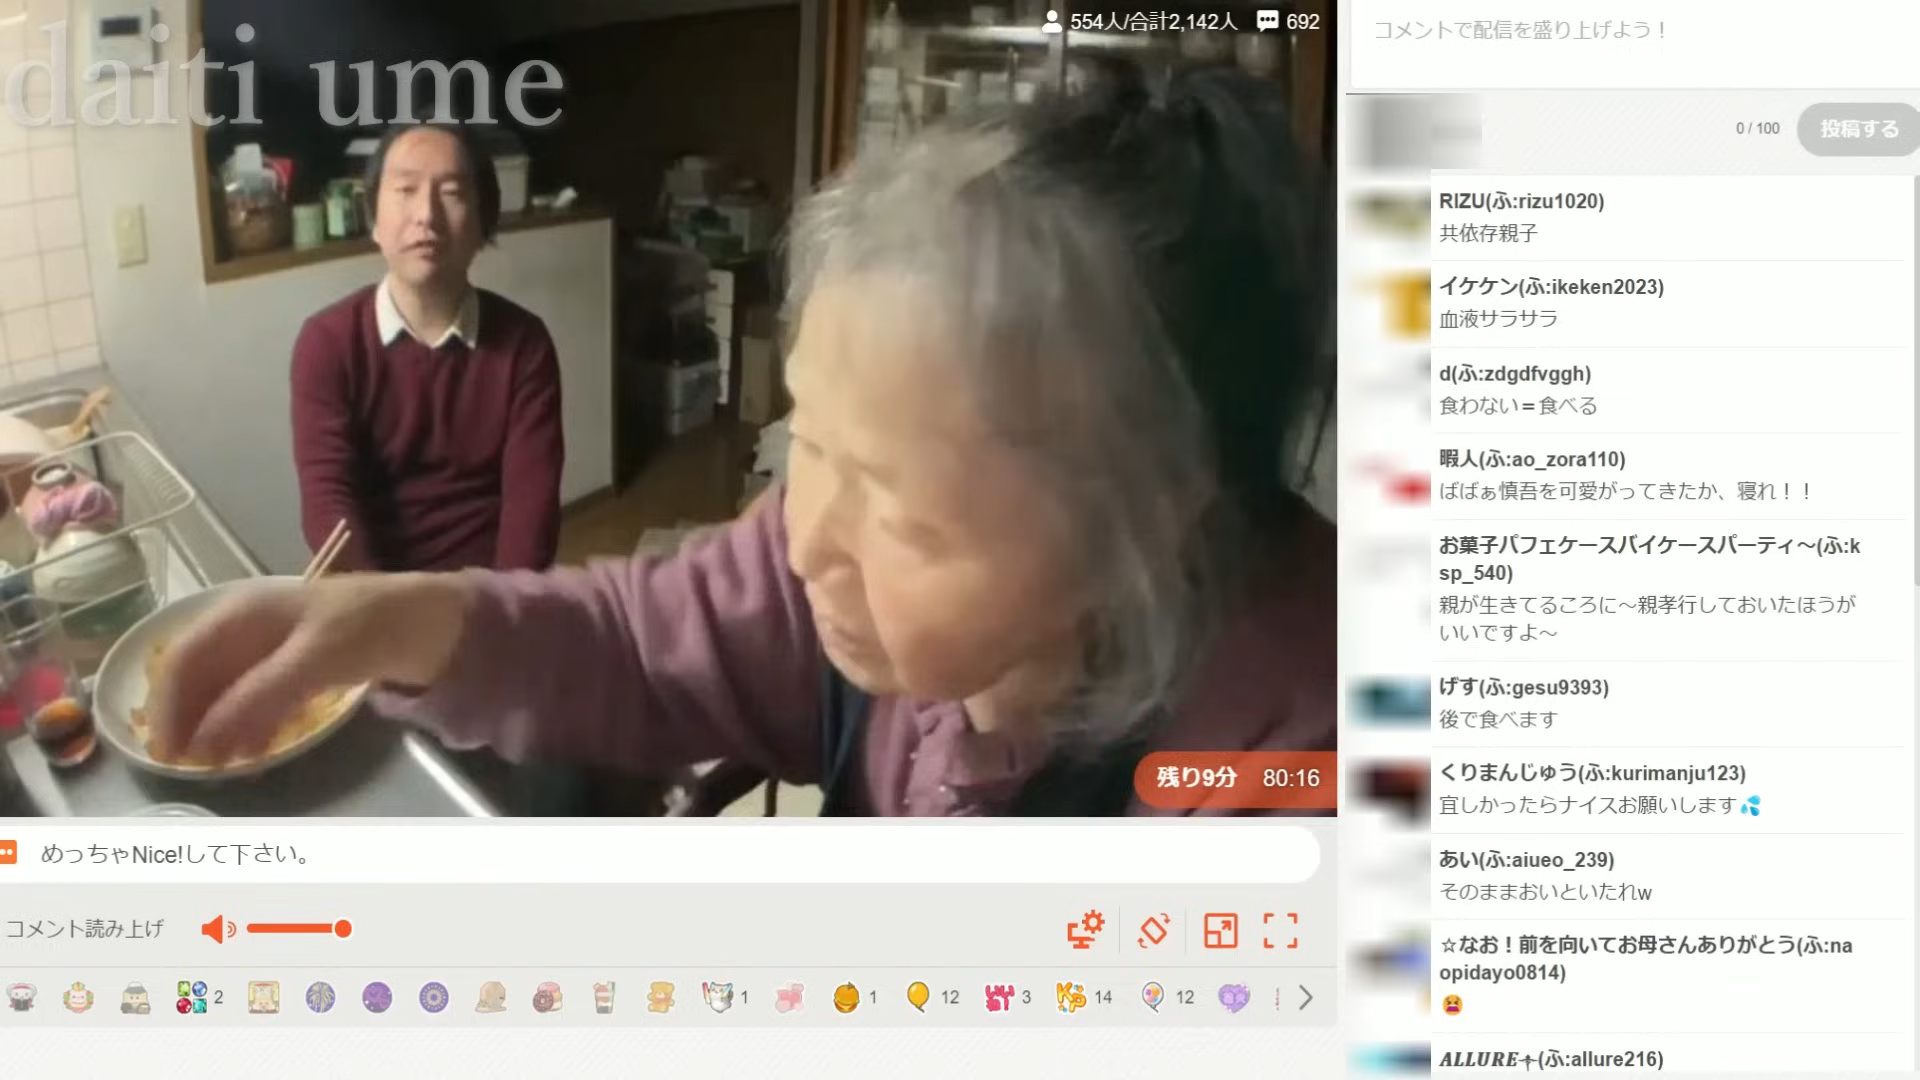 daiti ume
554人/合計2,142人 692
残り9分 80:16
めっちゃNice!して下さい。
コメント読み上げ
2
1
1
12
3
14
12
コメントで配信を盛り上げよう！
0 / 100
投稿する
RIZU(ふ:rizu1020)
共依存親子
イケケン(ふ:ikeken2023)
血液サラサラ
d(ふ:zdgdfvggh)
食わない＝食べる
暇人(ふ:ao_zora110)
ばばぁ慎吾を可愛がってきたか、寝れ！！
お菓子パフェケースバイケースパーティ〜(ふ:k
sp_540)
親が生きてるころに〜親孝行しておいたほうが
いいですよ〜
げす(ふ:gesu9393)
後で食べます
くりまんじゅう(ふ:kurimanju123)
宜しかったらナイスお願いします💦
あい(ふ:aiueo_239)
そのままおいといたれw
☆なお！前を向いてお母さんありがとう(ふ:na
opidayo0814)
😫
ALLURE⸎(ふ:allure216)